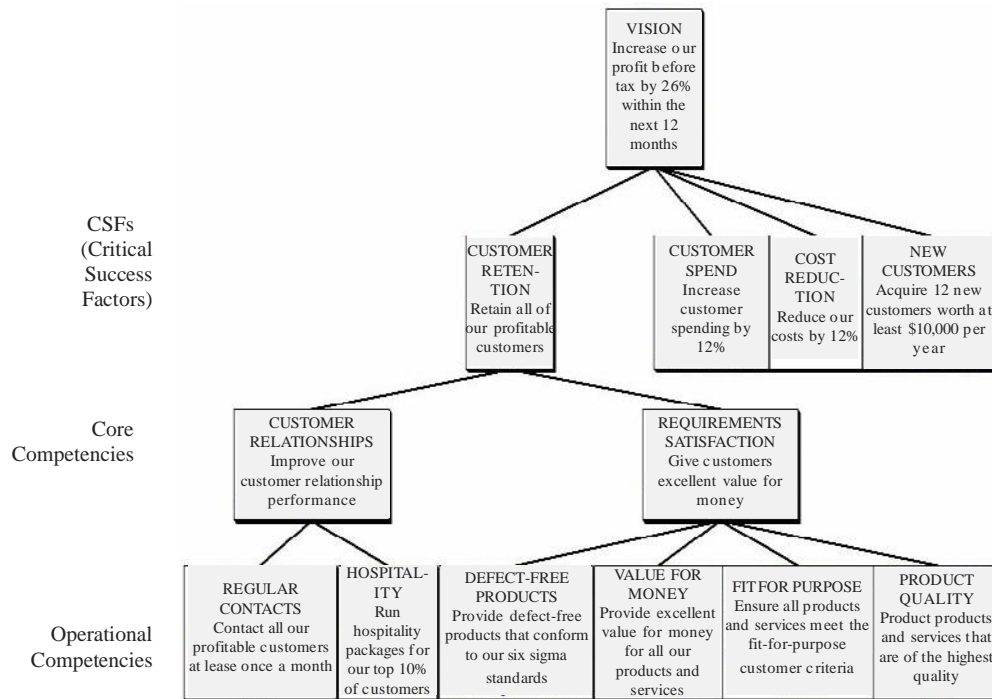 VISION
Increase our
profit before
tax by 26%
within the
next 12
months
CSFs
(Critical
Success
Factors)
CUSTOMER
RETEN-
TION
Retain all of
our profitable
customers
CUSTOMER
SPEND
Increase
customer
spending by
12%
COST
REDUC-
TION
Reduce our
costs by 12%
NEW
CUSTOMERS
Acquire 12 new
customers worth at
least $10,000 per
year
Core
Competencies
CUSTOMER
RELATIONSHIPS
Improve our
customer relationship
performance
REQUIREMENTS
SATISFACTION
Give customers
excellent value for
money
Operational
Competencies
REGULAR
CONTACTS
Contact all our
profitable customers
at lease once a month
HOSPITAL-
ITY
Run
hospitality
packages for
our top 10%
of customers
DEFECT-FREE
PRODUCTS
Provide defect-free
products that conform
to our six sigma
standards
VALUE FOR
MONEY
Provide excellent
value for money
for all our
products and
services
FIT FOR PURPOSE
Ensure all products
and services meet the
fit-for-purpose
customer criteria
PRODUCT
QUALITY
Product products
and services that
are of the highest
quality